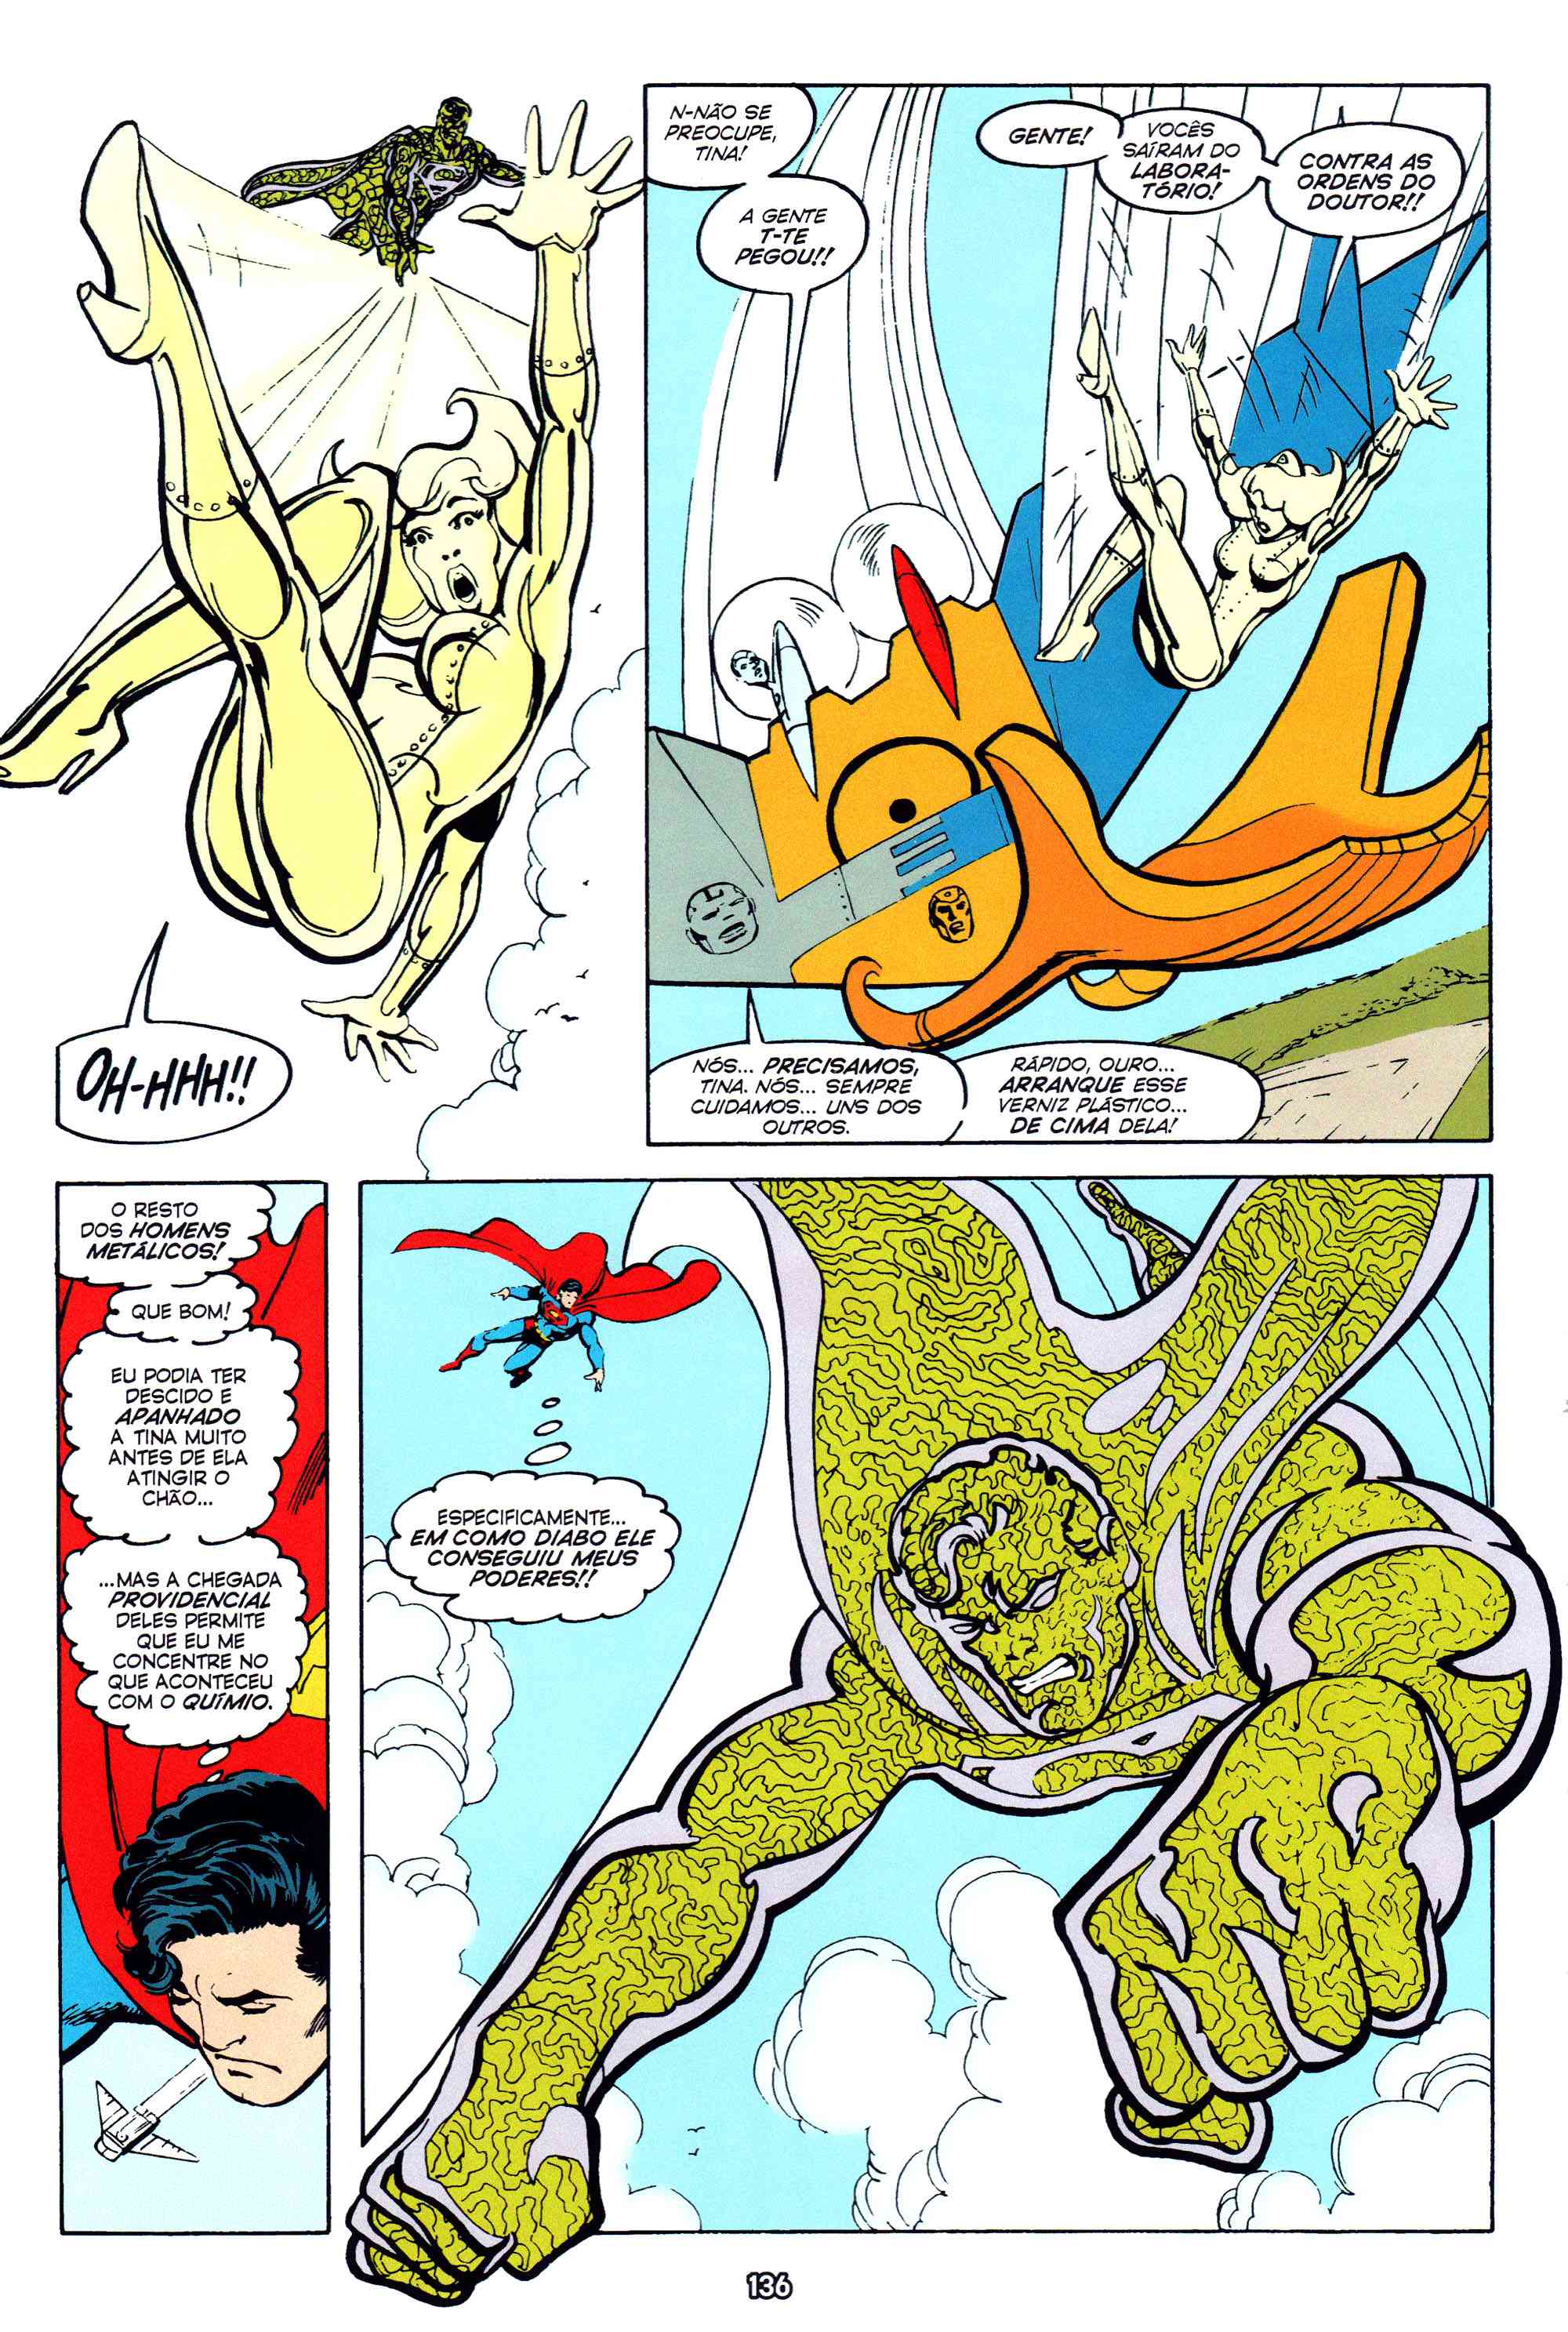 OH-HHH!!
N-NÃO SE
PREOCUPE,
TINA!
A GENTE
T-TE
PEGOU!!
GENTE!
VOCÊS
SAÍRAM DO
LABORA-
TÓRIO!
CONTRA AS
ORDENS DO
DOUTOR!!
NÓS... PRECISAMOS,
TINA. NÓS... SEMPRE
CUIDAMOS... UNS DOS
OUTROS.
RÁPIDO, OURO...
ARRANQUE ESSE
VERNIZ PLÁSTICO...
DE CIMA DELA!
O RESTO
DOS HOMENS
METÁLICOS!
QUE BOM!
EU PODIA TER
DESCIDO E
APANHADO
A TINA MUITO
ANTES DE ELA
ATINGIR O
CHÃO...
...MAS A CHEGADA
PROVIDENCIAL
DELES PERMITE
QUE EU ME
CONCENTRE NO
QUE ACONTECEU
COM O QUÍMIO.
ESPECIFICAMENTE...
EM COMO DIABO ELE
CONSEGUIU MEUS
PODERES!!
136